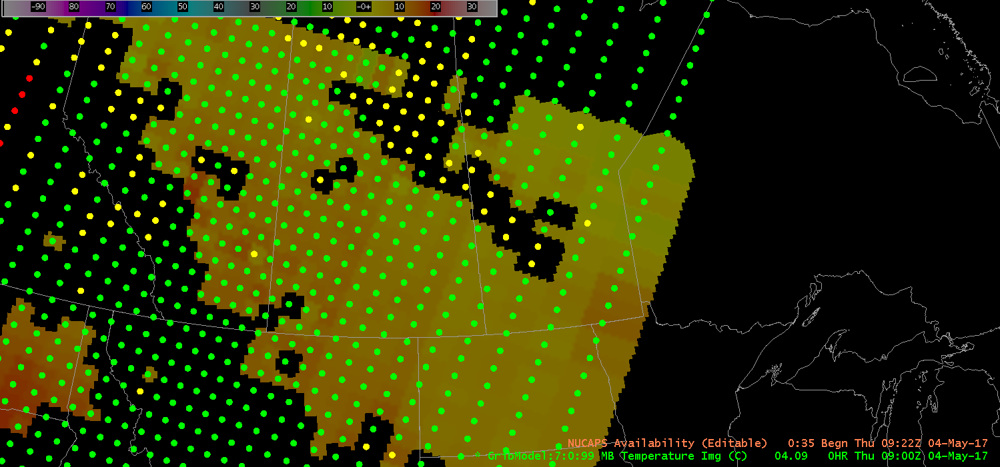 -90 80 70 60 50 40 30 20 10 -0+ 10 20 30
NUCAPS Availability (Editable) 0:35 Begn Thu 09:22Z 04-May-17
* GribModel:7:0:99 MB Temperature Img (C) 04.09 0HR Thu 09:00Z 04-May-17